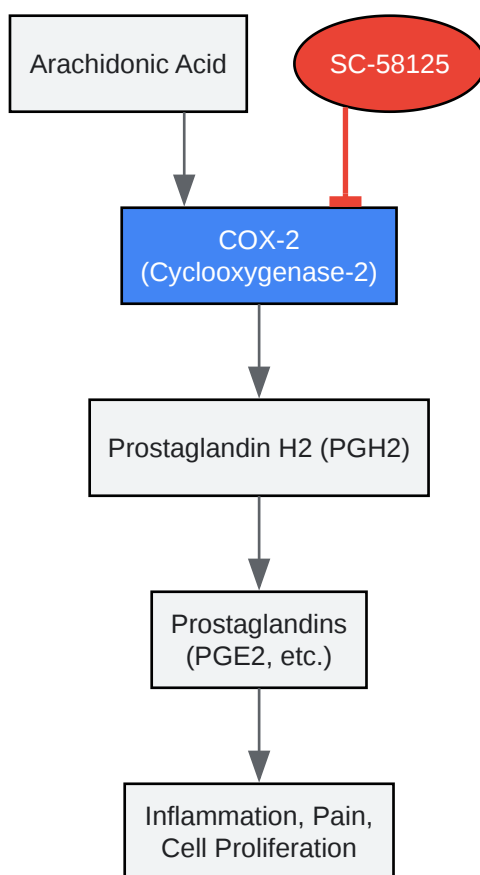 Arachidonic Acid
SC-58125
COX-2
(Cyclooxygenase-2)
Prostaglandin H2 (PGH2)
Prostaglandins
(PGE2, etc.)
Inflammation, Pain,
Cell Proliferation